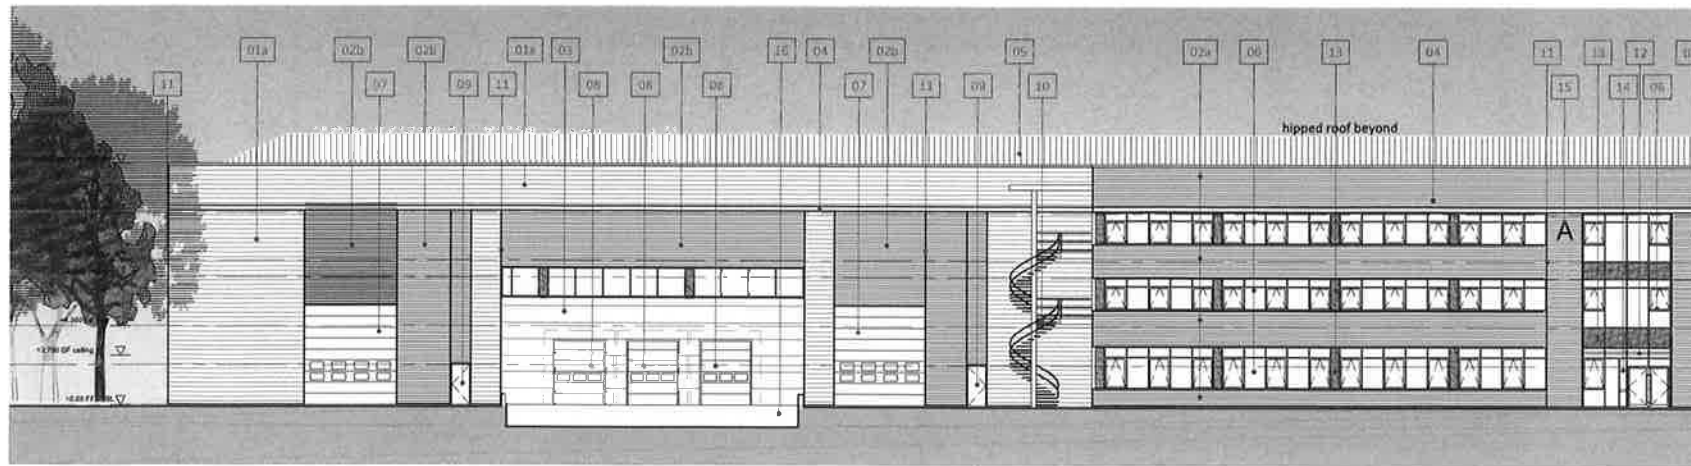 01a 02b 02b 01a 03 02b 16 04 02b 05 02a 06 13 04 11 13 12
11 07 09 11 08 08 08 07 11 09 10 15 14 06
hipped roof beyond
A